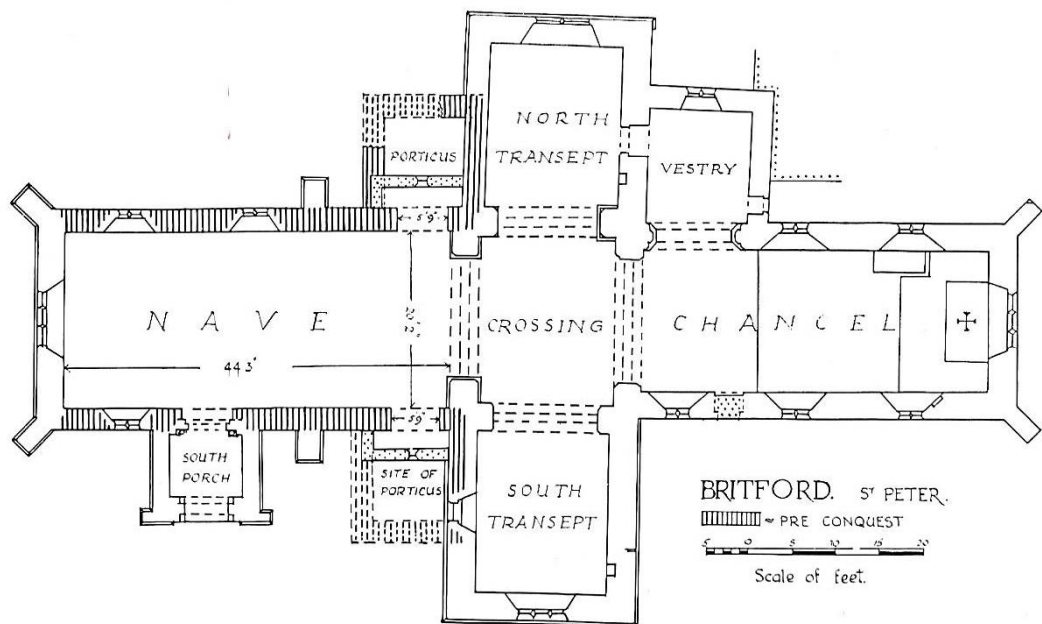 NORTH
TRANSEPT
PORTICUS
VESTRY
5'9"
NAVE
CROSSING
CHANCEL
44'3"
5'9"
SOUTH
PORCH
SITE OF
PORTICUS
SOUTH
TRANSEPT
BRITFORD. ST PETER.
= PRE CONQUEST
5 0 5 10 15 20
Scale of feet.